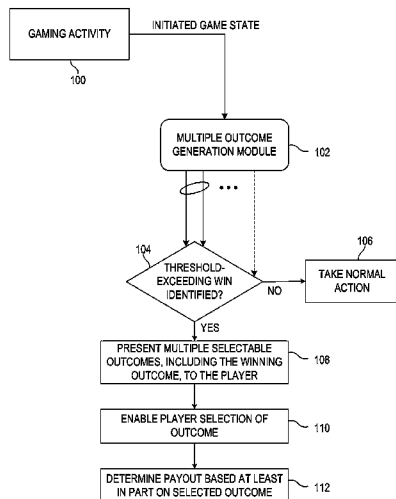 INITIATED GAME STATE
GAMING ACTIVITY
100
MULTIPLE OUTCOME
GENERATION MODULE
102
104
106
THRESHOLD-
EXCEEDING WIN
IDENTIFIED?
TAKE NORMAL
ACTION
NO
YES
PRESENT MULTIPLE SELECTABLE
OUTCOMES, INCLUDING THE WINNING
OUTCOME, TO THE PLAYER
108
ENABLE PLAYER SELECTION OF
OUTCOME
110
DETERMINE PAYOUT BASED AT LEAST
IN PART ON SELECTED OUTCOME
112